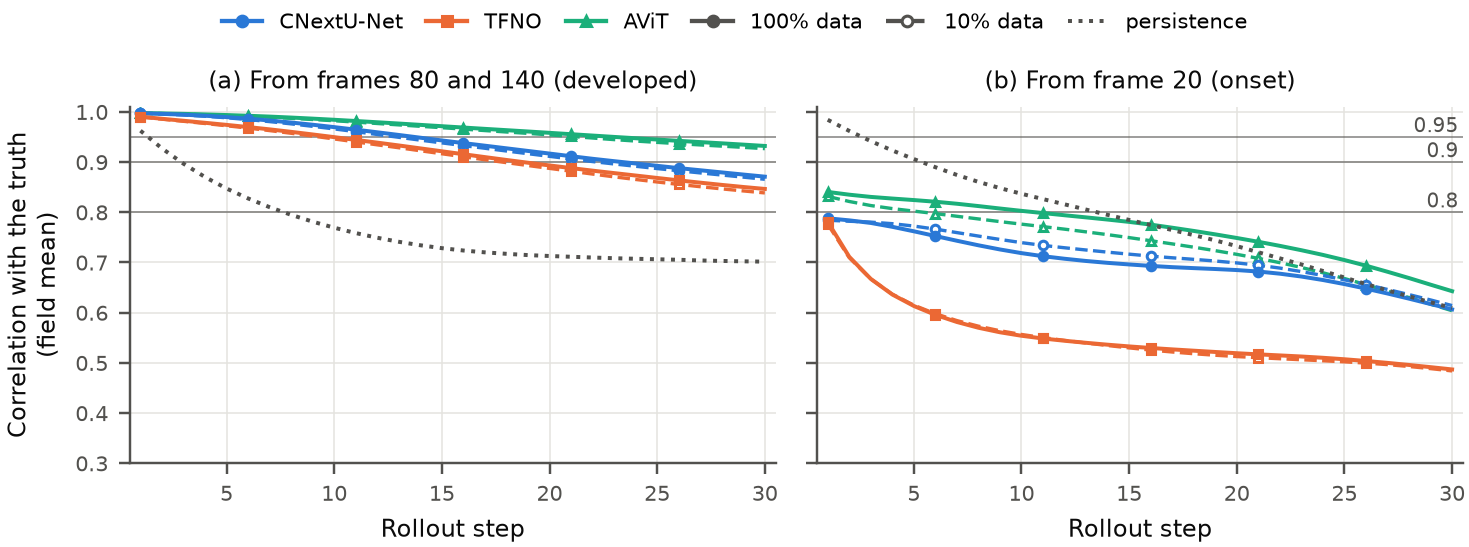 CNextU-Net TFNO AViT 100% data 10% data persistence
(a) From frames 80 and 140 (developed)
(b) From frame 20 (onset)
Correlation with the truth
(field mean)
1.0
0.9
0.8
0.7
0.6
0.5
0.4
0.3
0.95
0.9
0.8
5 10 15 20 25 30
5 10 15 20 25 30
Rollout step
Rollout step